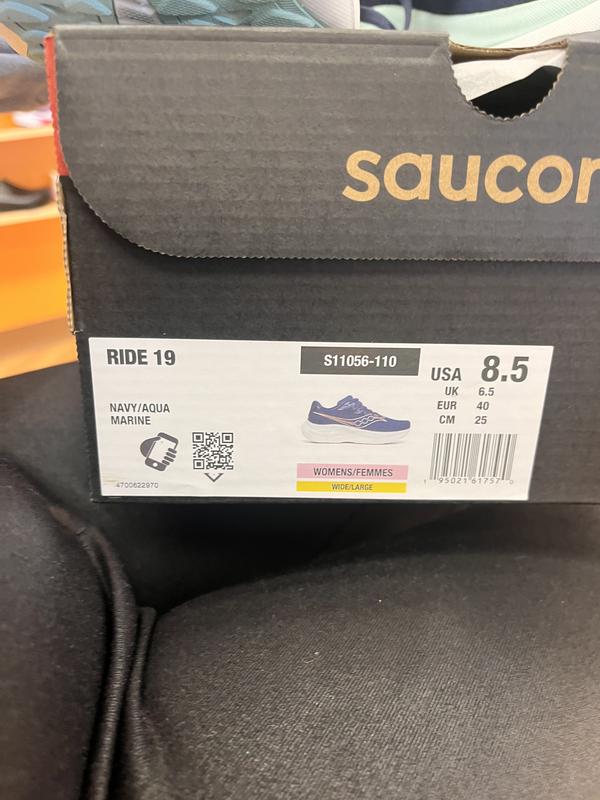 saucon
RIDE 19
S11056-110
USA 8.5
UK 6.5
EUR 40
CM 25
NAVY/AQUA
MARINE
WOMENS/FEMMES
WIDE/LARGE
4700622970
1 95021 61757 0